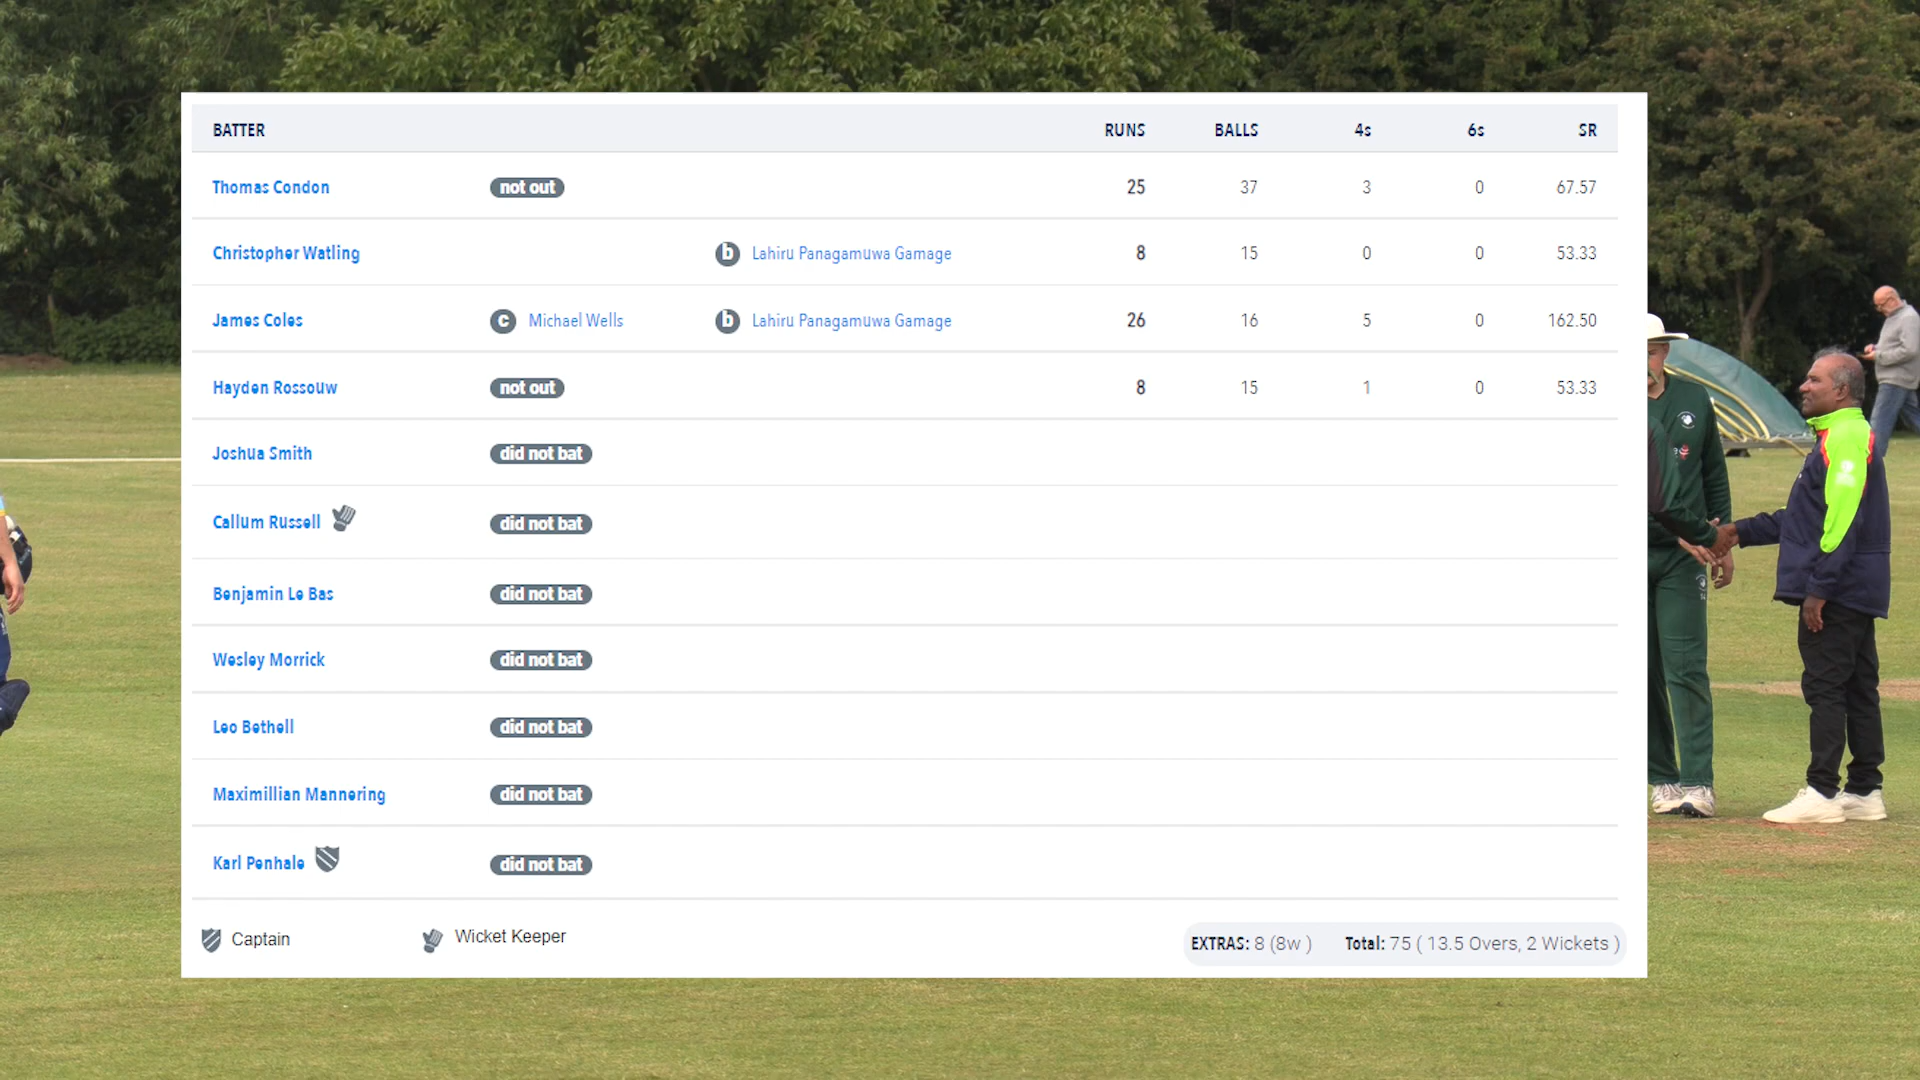 BATTER RUNS BALLS 4s 6s SR
Thomas Condon not out 25 37 3 0 67.57
Christopher Watling b Lahiru Panagamuwa Gamage 8 15 0 0 53.33
James Coles c Michael Wells b Lahiru Panagamuwa Gamage 26 16 5 0 162.50
Hayden Rossouw not out 8 15 1 0 53.33
Joshua Smith did not bat
Callum Russell did not bat
Benjamin Le Bas did not bat
Wesley Morrick did not bat
Leo Bethell did not bat
Maximillian Mannering did not bat
Karl Penhale did not bat
Captain Wicket Keeper EXTRAS: 8 (8w ) Total: 75 ( 13.5 Overs, 2 Wickets )